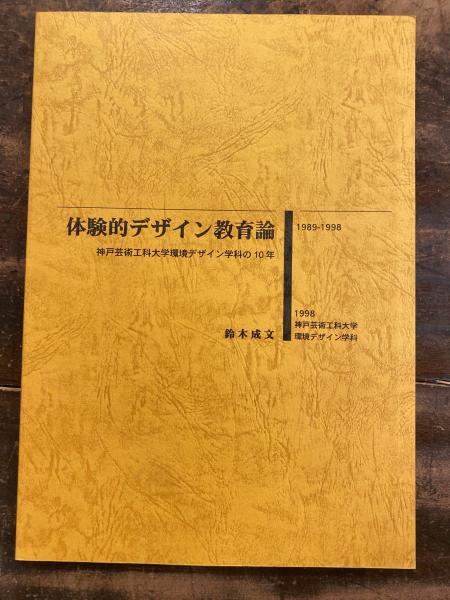 体験的デザイン教育論
1989-1998
神戸芸術工科大学環境デザイン学科の10年
鈴木成文
1998
神戸芸術工科大学
環境デザイン学科